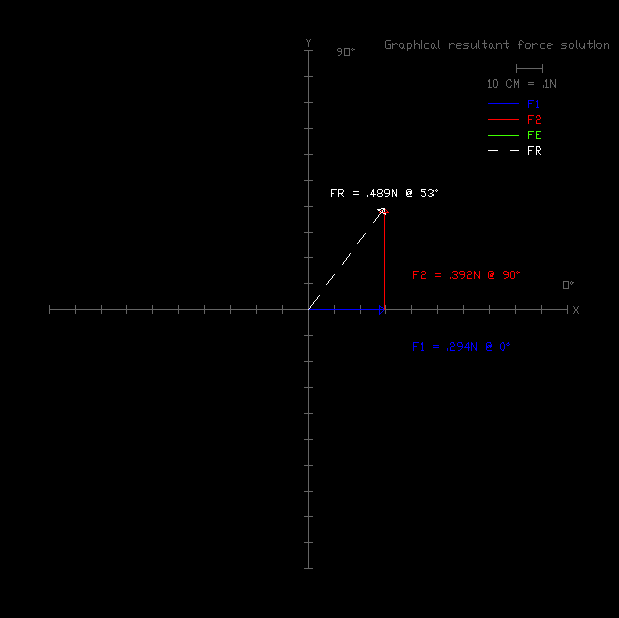 Y
90°
Graphical resultant force solution
10 CM = .1N
F1
F2
FE
FR
FR = .489N @ 53°
F2 = .392N @ 90°
0°
X
F1 = .294N @ 0°